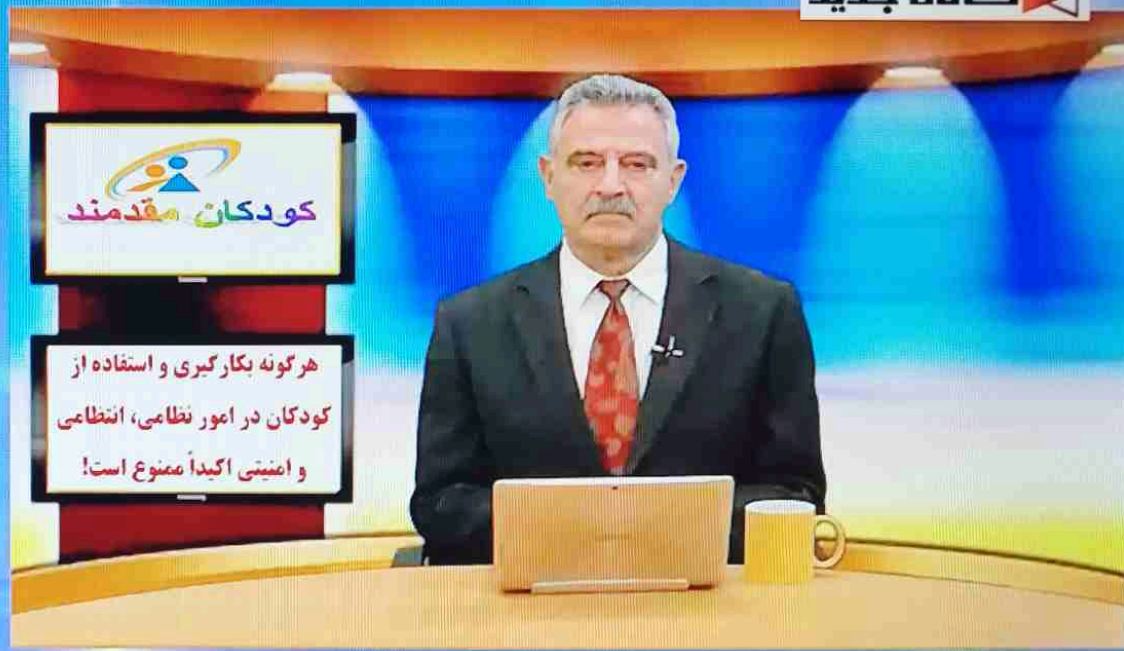 کودکان مقدمند
هرگونه بکارگیری و استفاده از
کودکان در امور نظامی، انتظامی
و امنیتی اکیداً ممنوع است!